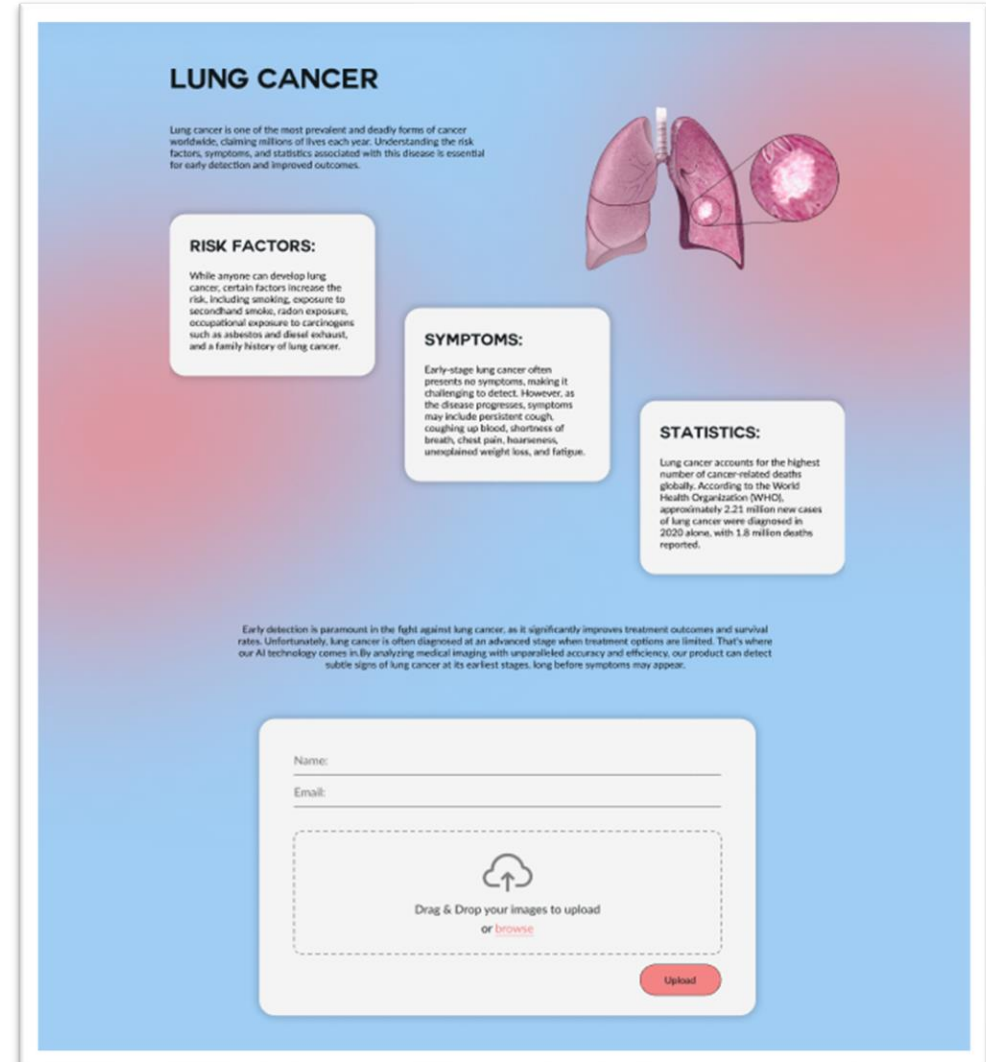 LUNG CANCER
Lung cancer is one of the most prevalent and deadly forms of cancer
worldwide, claiming millions of lives each year. Understanding the risk
factors, symptoms, and statistics associated with this disease is essential
for early detection and improved outcomes.
RISK FACTORS:
While anyone can develop lung
cancer, certain factors increase the
risk, including smoking, exposure to
secondhand smoke, radon exposure,
occupational exposure to carcinogens
such as asbestos and diesel exhaust,
and a family history of lung cancer.
SYMPTOMS:
Early-stage lung cancer often
presents no symptoms, making it
challenging to detect. However, as
the disease progresses, symptoms
may include persistent cough,
coughing up blood, shortness of
breath, chest pain, hoarseness,
unexplained weight loss, and fatigue.
STATISTICS:
Lung cancer accounts for the highest
number of cancer-related deaths
globally. According to the World
Health Organization (WHO),
approximately 2.21 million new cases
of lung cancer were diagnosed in
2020 alone, with 1.8 million deaths
reported.
Early detection is paramount in the fight against lung cancer, as it significantly improves treatment outcomes and survival
rates. Unfortunately, lung cancer is often diagnosed at an advanced stage when treatment options are limited. That's where
our AI technology comes in.By analyzing medical imaging with unparalleled accuracy and efficiency, our product can detect
subtle signs of lung cancer at its earliest stages, long before symptoms may appear.
Name:
Email:
Drag & Drop your images to upload
or browse
Upload